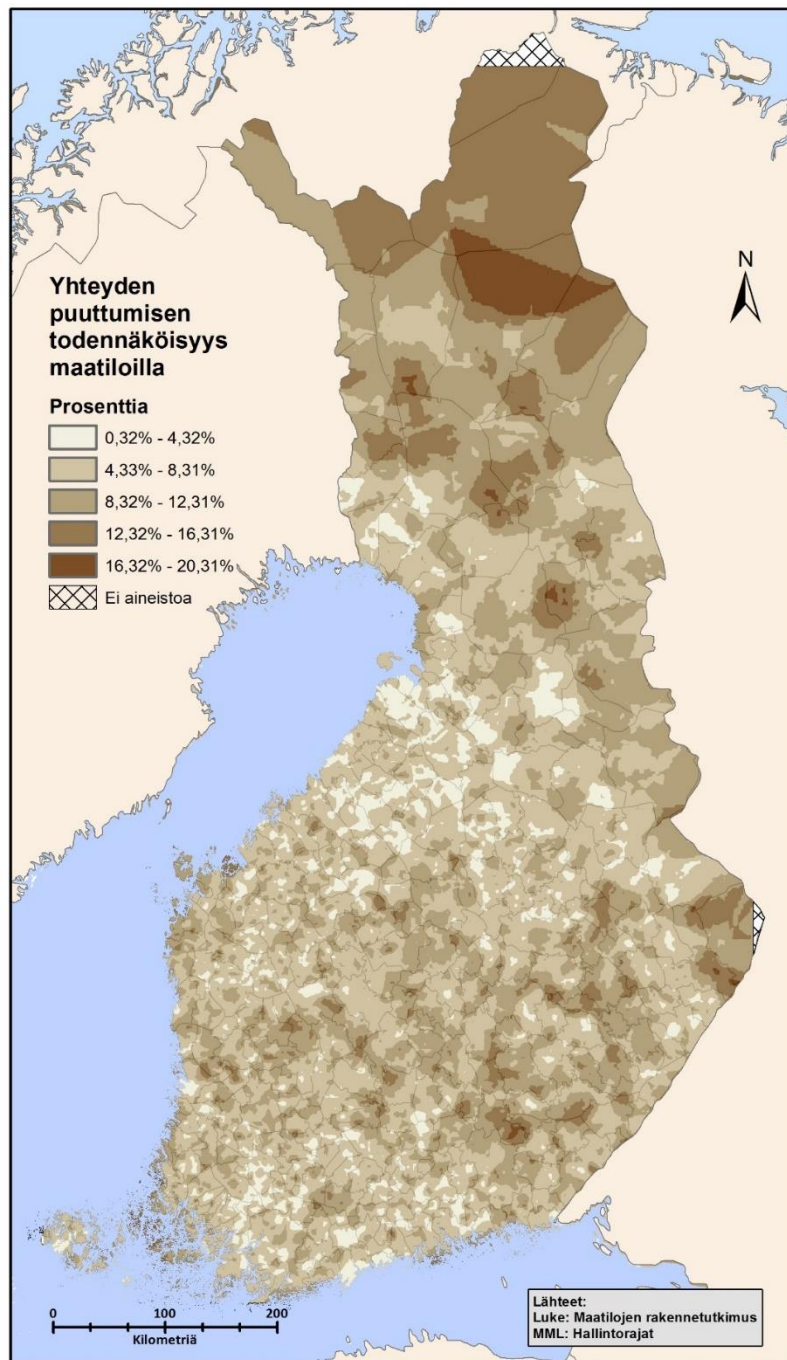 N
Yhteyden
puuttumisen
todennäköisyys
maatiloilla
Prosenttia
0,32% - 4,32%
4,33% - 8,31%
8,32% - 12,31%
12,32% - 16,31%
16,32% - 20,31%
Ei aineistoa
0 100 200
Kilometriä
Lähteet:
Luke: Maatilojen rakennetutkimus
MML: Hallintorajat